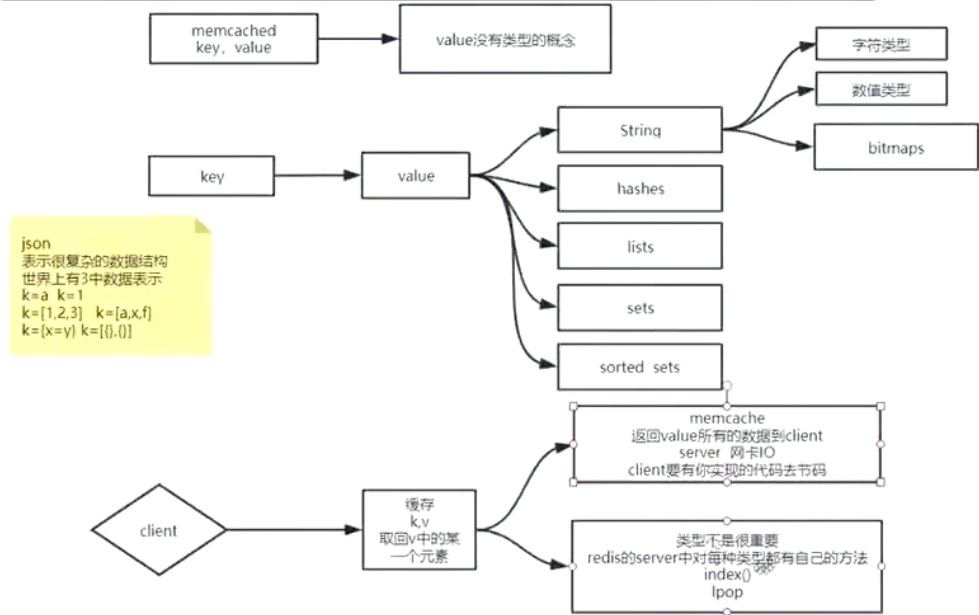 memcached
key, value
value没有类型的概念
字符类型
数值类型
bitmaps
String
key
value
hashes
lists
sets
sorted sets
json
表示很复杂的数据结构
世界上有3中数据表示
k=a k=1
k=[1,2,3] k=[a,x,f]
k={x=y} k=[{},{}]
memcache
返回value所有的数据到client
server 网卡IO
client要有你实现的代码去节码
client
缓存
k,v
取回v中的某
一个元素
类型不是很重要
redis的server中对每种类型都有自己的方法
index()
lpop